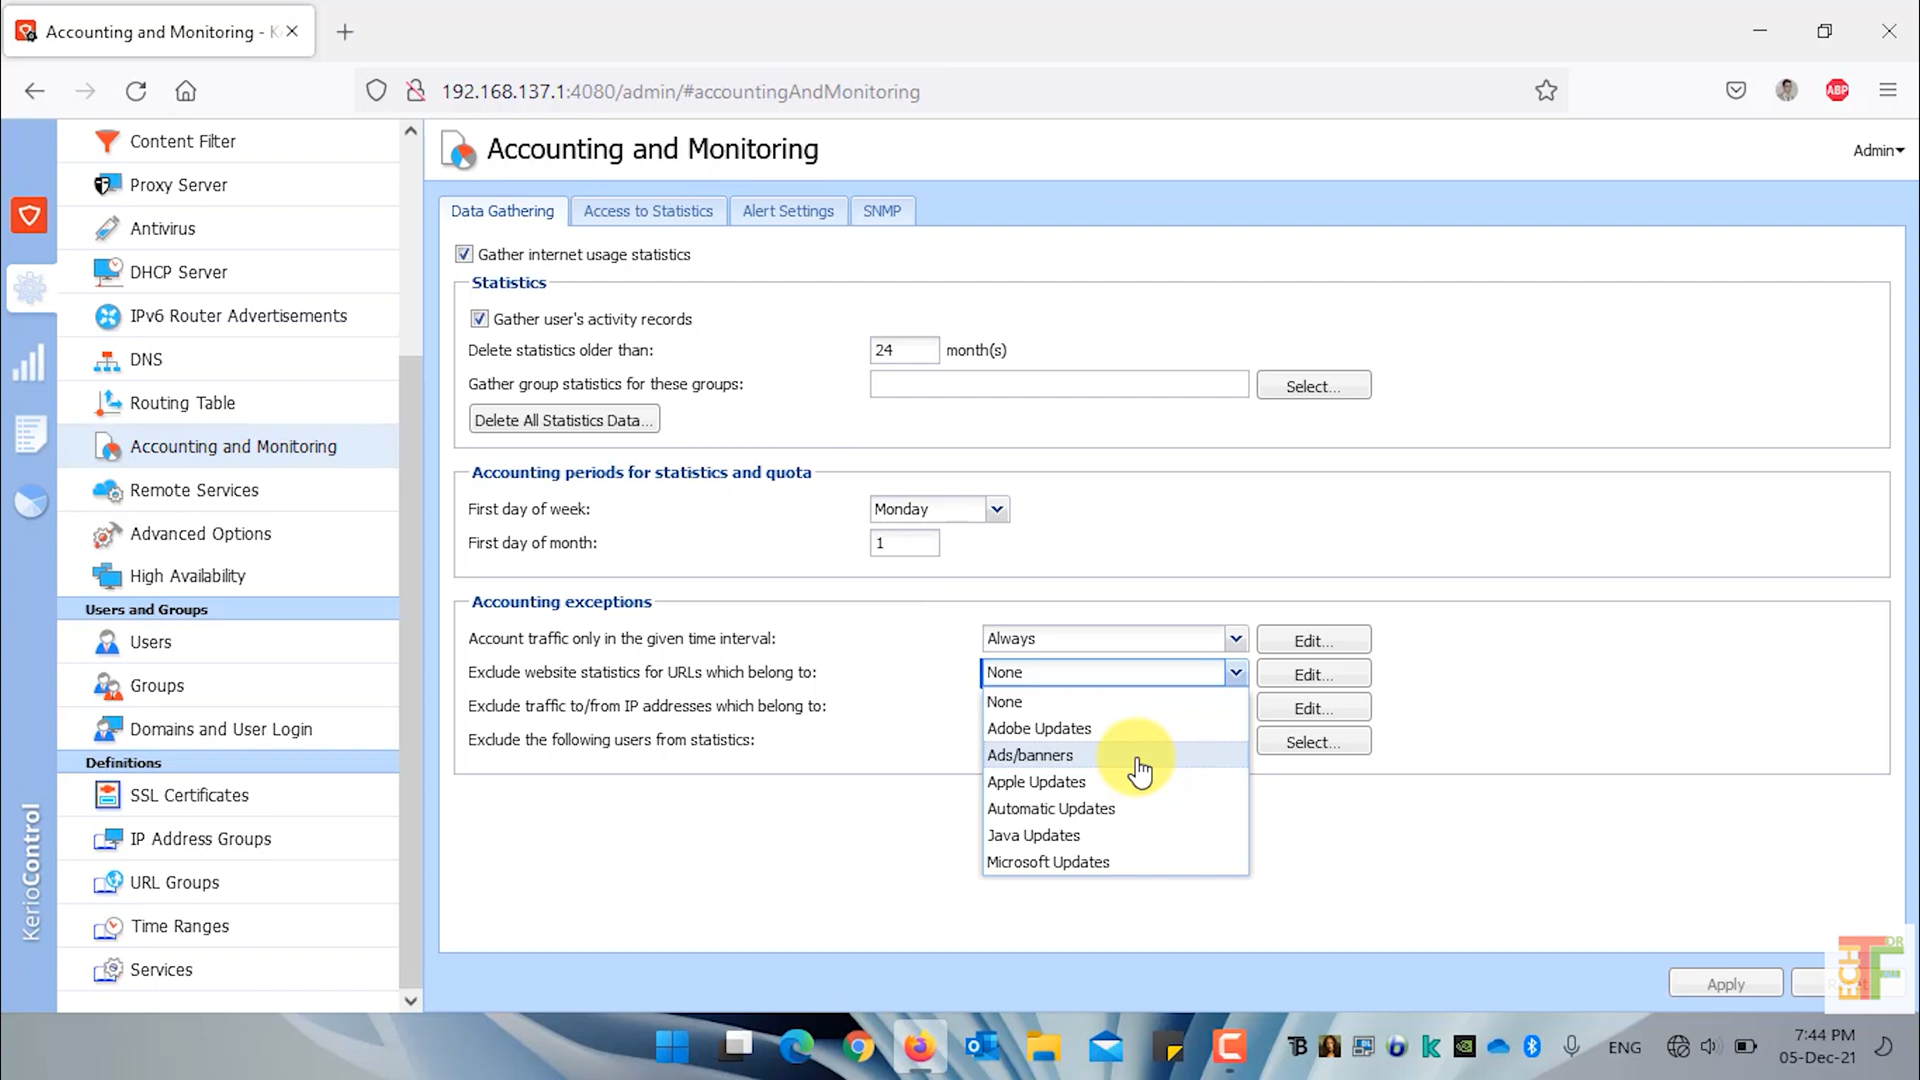 Accounting and Monitoring - K
192.168.137.1:4080/admin/#accountingAndMonitoring
ABP
Content Filter
Proxy Server
Antivirus
DHCP Server
IPv6 Router Advertisements
DNS
Routing Table
Accounting and Monitoring
Remote Services
Advanced Options
High Availability
Users and Groups
Users
Groups
Domains and User Login
Definitions
SSL Certificates
IP Address Groups
URL Groups
Time Ranges
Services
KerioControl
Accounting and Monitoring
Admin
Data Gathering
Access to Statistics
Alert Settings
SNMP
Gather internet usage statistics
Statistics
Gather user's activity records
Delete statistics older than: 24 month(s)
Gather group statistics for these groups: Select...
Delete All Statistics Data...
Accounting periods for statistics and quota
First day of week: Monday
First day of month: 1
Accounting exceptions
Account traffic only in the given time interval: Always Edit...
Exclude website statistics for URLs which belong to: None Edit...
Exclude traffic to/from IP addresses which belong to: Edit...
Exclude the following users from statistics: Select...
None
Adobe Updates
Ads/banners
Apple Updates
Automatic Updates
Java Updates
Microsoft Updates
Apply
TECH
FDR
ENG
7:44 PM
05-Dec-21